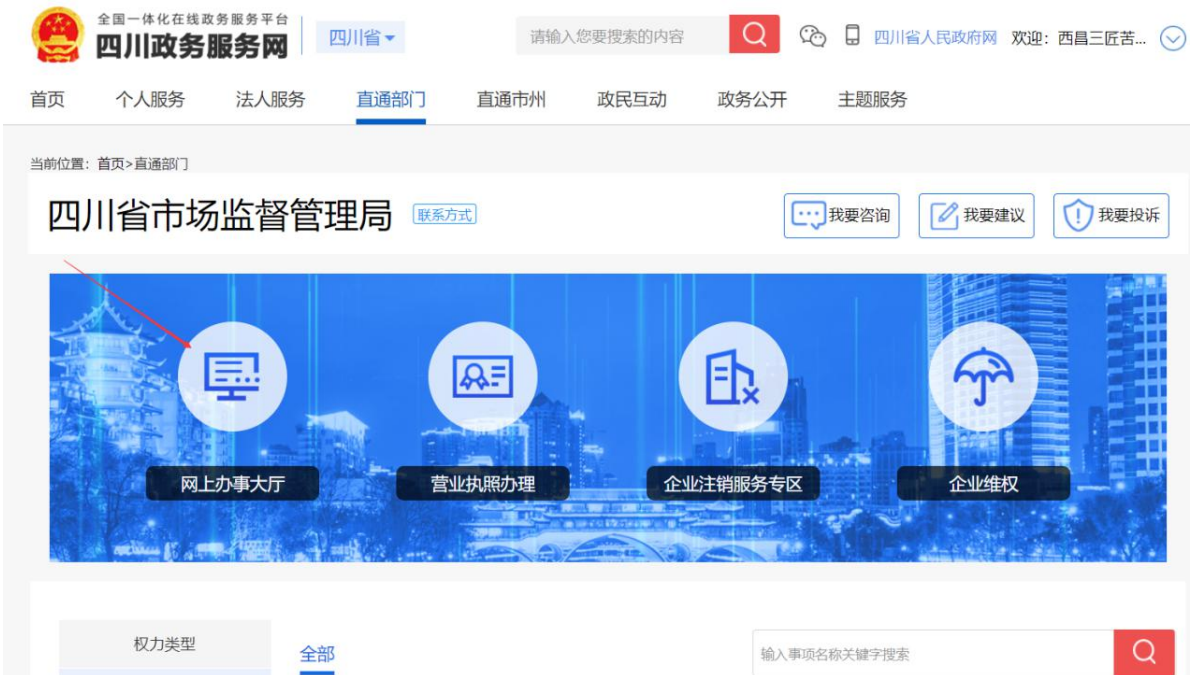 全国一体化在线政务服务平台
四川政务服务网
四川省
请输入您要搜索的内容
四川省人民政府网 欢迎：西昌三匠苦...
首页 个人服务 法人服务 直通部门 直通市州 政民互动 政务公开 主题服务
当前位置：首页>直通部门
四川省市场监督管理局 联系方式
我要咨询 我要建议 我要投诉
网上办事大厅 营业执照办理 企业注销服务专区 企业维权
权力类型
全部
输入事项名称关键字搜索